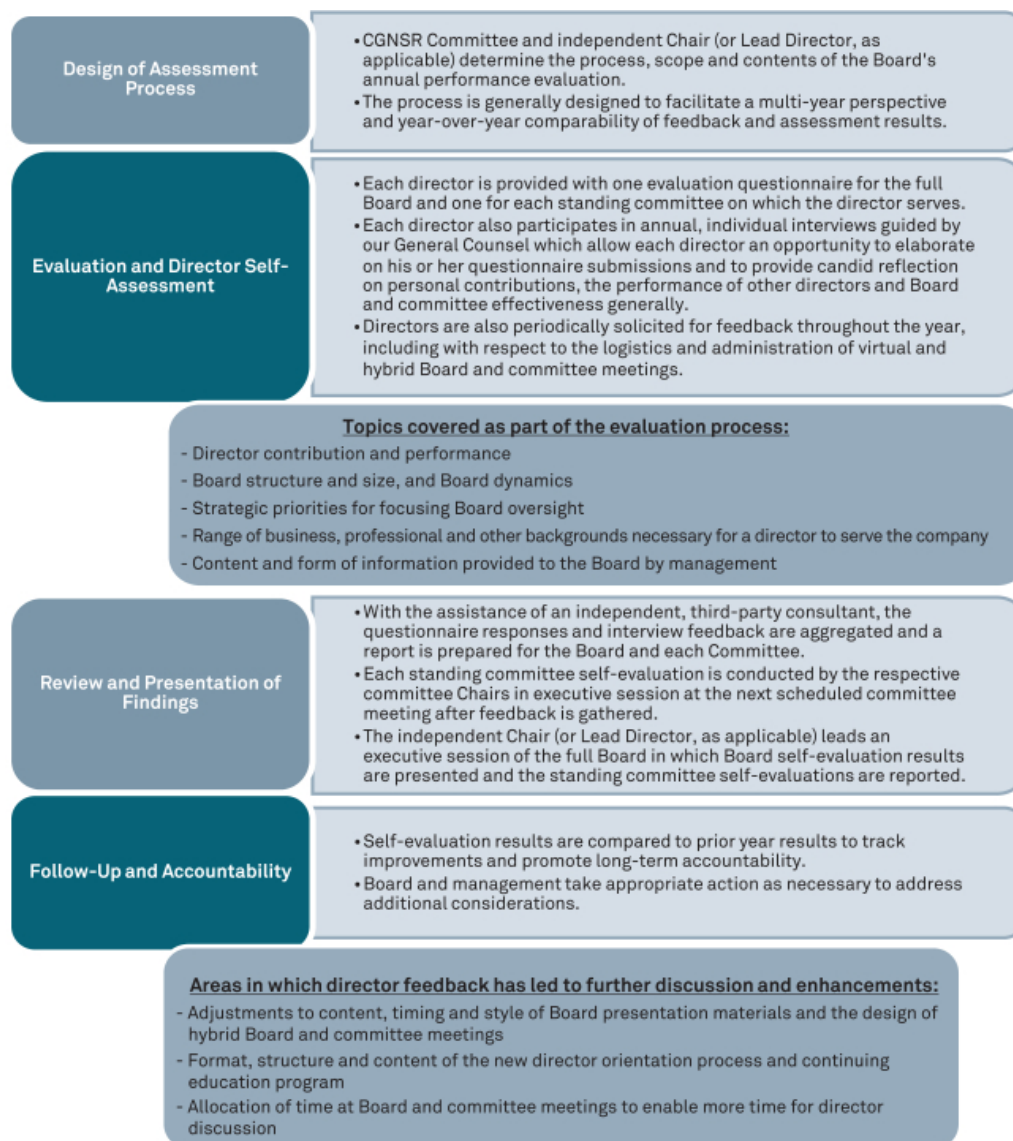 Design of Assessment
Process
•CGNSR Committee and independent Chair (or Lead Director, as
applicable) determine the process, scope and contents of the Board's
annual performance evaluation.
•The process is generally designed to facilitate a multi-year perspective
and year-over-year comparability of feedback and assessment results.
Evaluation and Director Self-
Assessment
•Each director is provided with one evaluation questionnaire for the full
Board and one for each standing committee on which the director serves.
•Each director also participates in annual, individual interviews guided by
our General Counsel which allow each director an opportunity to elaborate
on his or her questionnaire submissions and to provide candid reflection
on personal contributions, the performance of other directors and Board
and committee effectiveness generally.
•Directors are also periodically solicited for feedback throughout the year,
including with respect to the logistics and administration of virtual and
hybrid Board and committee meetings.
Topics covered as part of the evaluation process:
- Director contribution and performance
- Board structure and size, and Board dynamics
- Strategic priorities for focusing Board oversight
- Range of business, professional and other backgrounds necessary for a director to serve the company
- Content and form of information provided to the Board by management
Review and Presentation of
Findings
•With the assistance of an independent, third-party consultant, the
questionnaire responses and interview feedback are aggregated and a
report is prepared for the Board and each Committee.
•Each standing committee self-evaluation is conducted by the respective
committee Chairs in executive session at the next scheduled committee
meeting after feedback is gathered.
•The independent Chair (or Lead Director, as applicable) leads an
executive session of the full Board in which Board self-evaluation results
are presented and the standing committee self-evaluations are reported.
Follow-Up and Accountability
•Self-evaluation results are compared to prior year results to track
improvements and promote long-term accountability.
•Board and management take appropriate action as necessary to address
additional considerations.
Areas in which director feedback has led to further discussion and enhancements:
- Adjustments to content, timing and style of Board presentation materials and the design of
hybrid Board and committee meetings
- Format, structure and content of the new director orientation process and continuing
education program
- Allocation of time at Board and committee meetings to enable more time for director
discussion